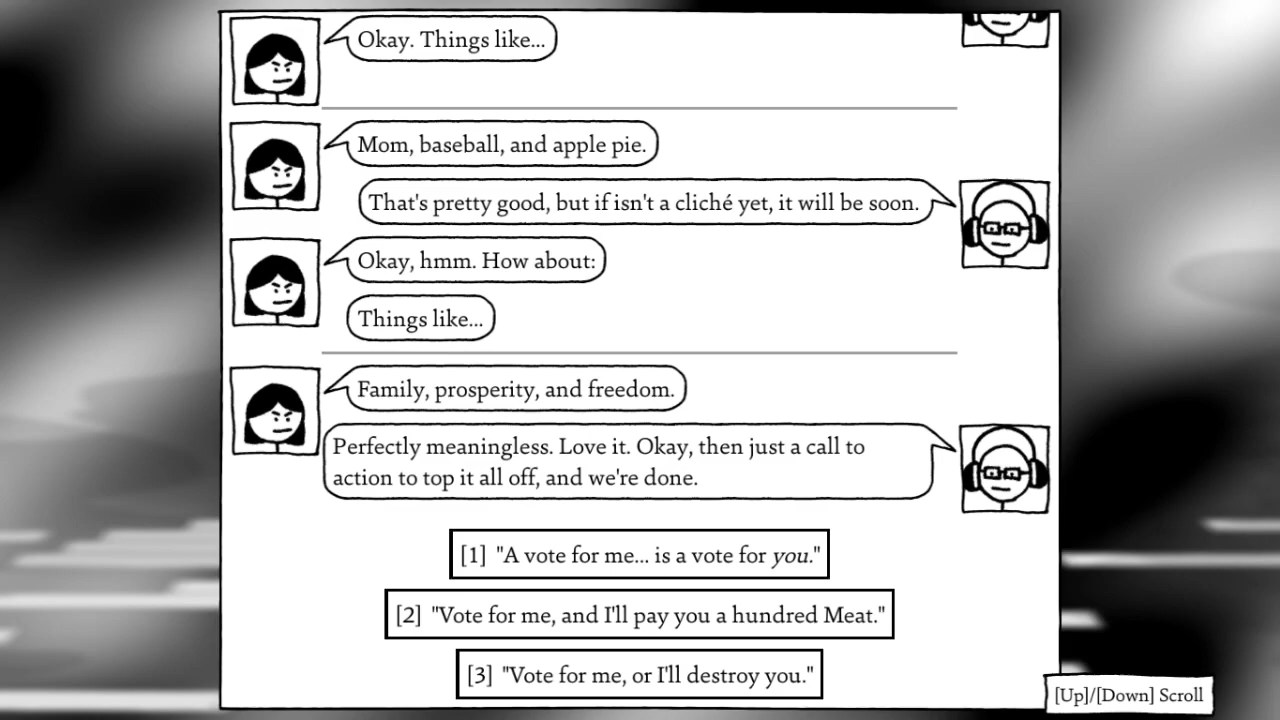 Okay. Things like...
Mom, baseball, and apple pie.
That's pretty good, but if isn't a cliché yet, it will be soon.
Okay, hmm. How about:
Things like...
Family, prosperity, and freedom.
Perfectly meaningless. Love it. Okay, then just a call to
action to top it all off, and we're done.
[1] "A vote for me... is a vote for you."
[2] "Vote for me, and I'll pay you a hundred Meat."
[3] "Vote for me, or I'll destroy you."
[Up]/[Down] Scroll